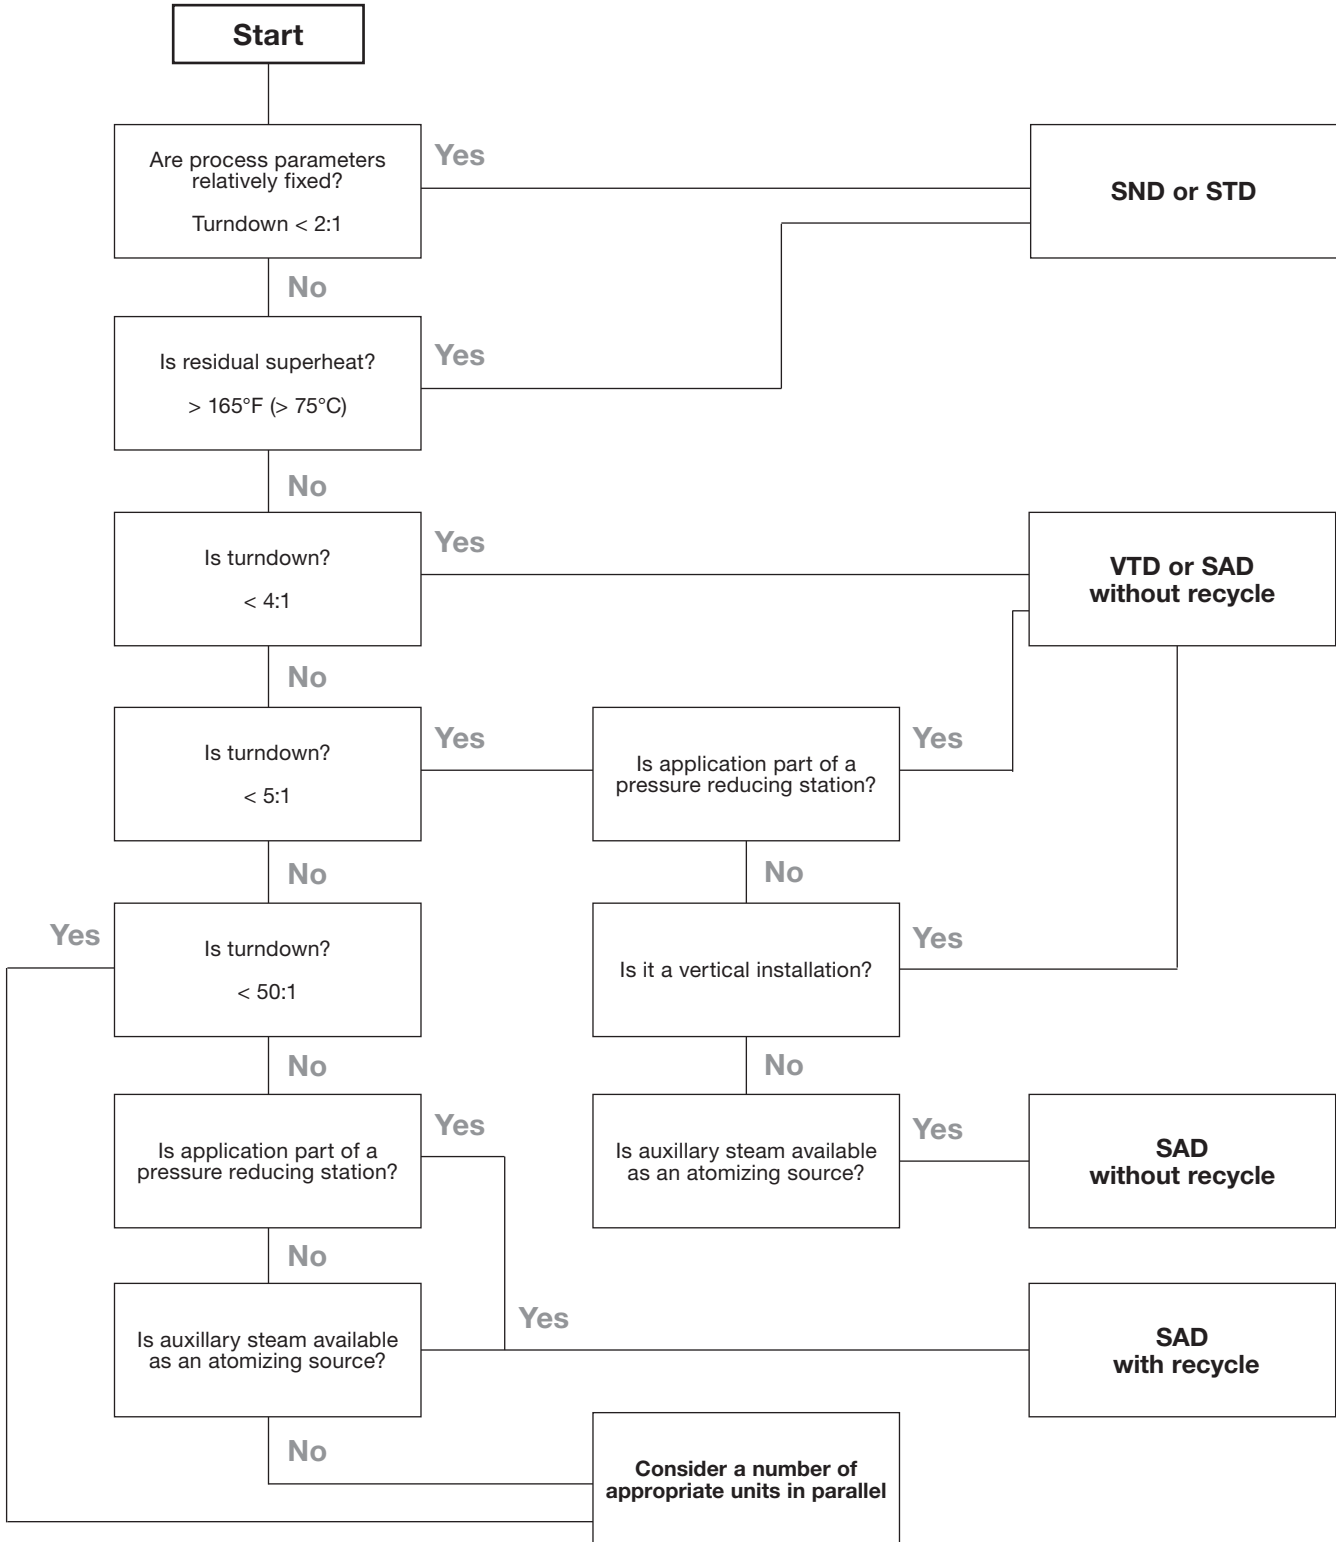 Start
Are process parameters
relatively fixed?
Turndown < 2:1
Yes
SND or STD
No
Is residual superheat?
> 165°F (> 75°C)
Yes
No
Is turndown?
< 4:1
Yes
VTD or SAD
without recycle
No
Is turndown?
< 5:1
Yes
Is application part of a
pressure reducing station?
Yes
No
No
Yes
Is turndown?
< 50:1
Is it a vertical installation?
Yes
No
No
Is application part of a
pressure reducing station?
Yes
Is auxillary steam available
as an atomizing source?
Yes
SAD
without recycle
No
Is auxillary steam available
as an atomizing source?
Yes
SAD
with recycle
No
Consider a number of
appropriate units in parallel